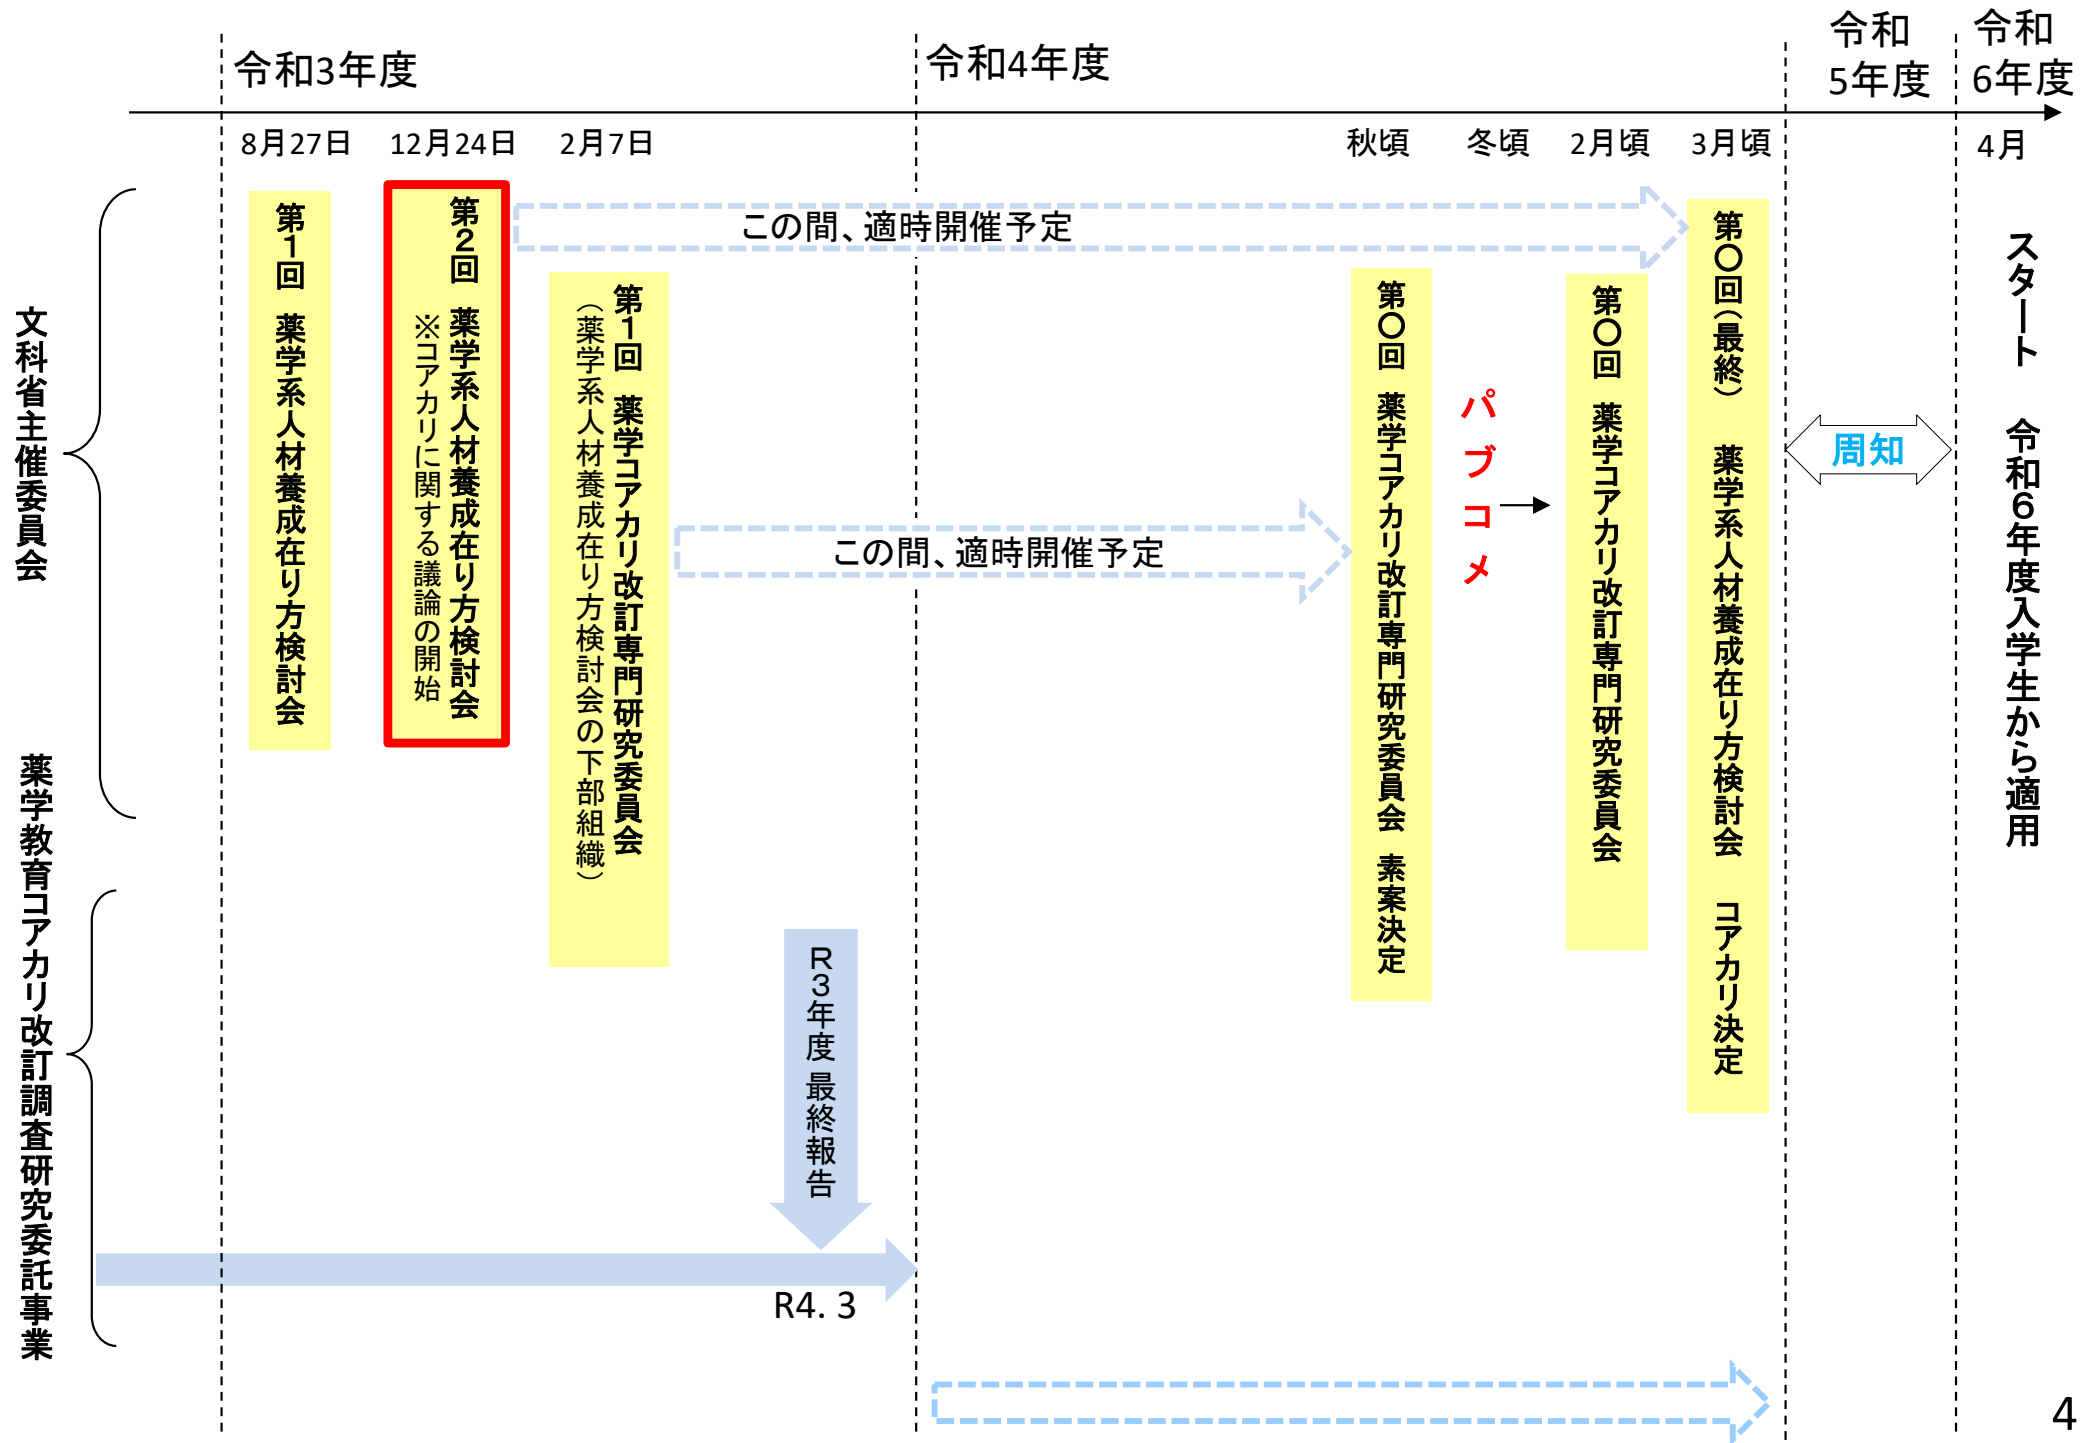 令和3年度
令和4年度
令和
5年度
令和
6年度
8月27日
12月24日
2月7日
秋頃
冬頃
2月頃
3月頃
4月
文科省主催委員会
第1回 薬学系人材養成在り方検討会
第2回 薬学系人材養成在り方検討会
※コアカリに関する議論の開始
この間、適時開催予定
第1回 薬学コアカリ改訂専門研究委員会
（薬学系人材養成在り方検討会の下部組織）
この間、適時開催予定
第〇回 薬学コアカリ改訂専門研究委員会 素案決定
パブコメ
第〇回 薬学コアカリ改訂専門研究委員会
第〇回（最終） 薬学系人材養成在り方検討会 コアカリ決定
周知
スタート 令和６年度入学生から適用
薬学教育コアカリ改訂調査研究委託事業
Ｒ３年度 最終報告
R4. 3
4